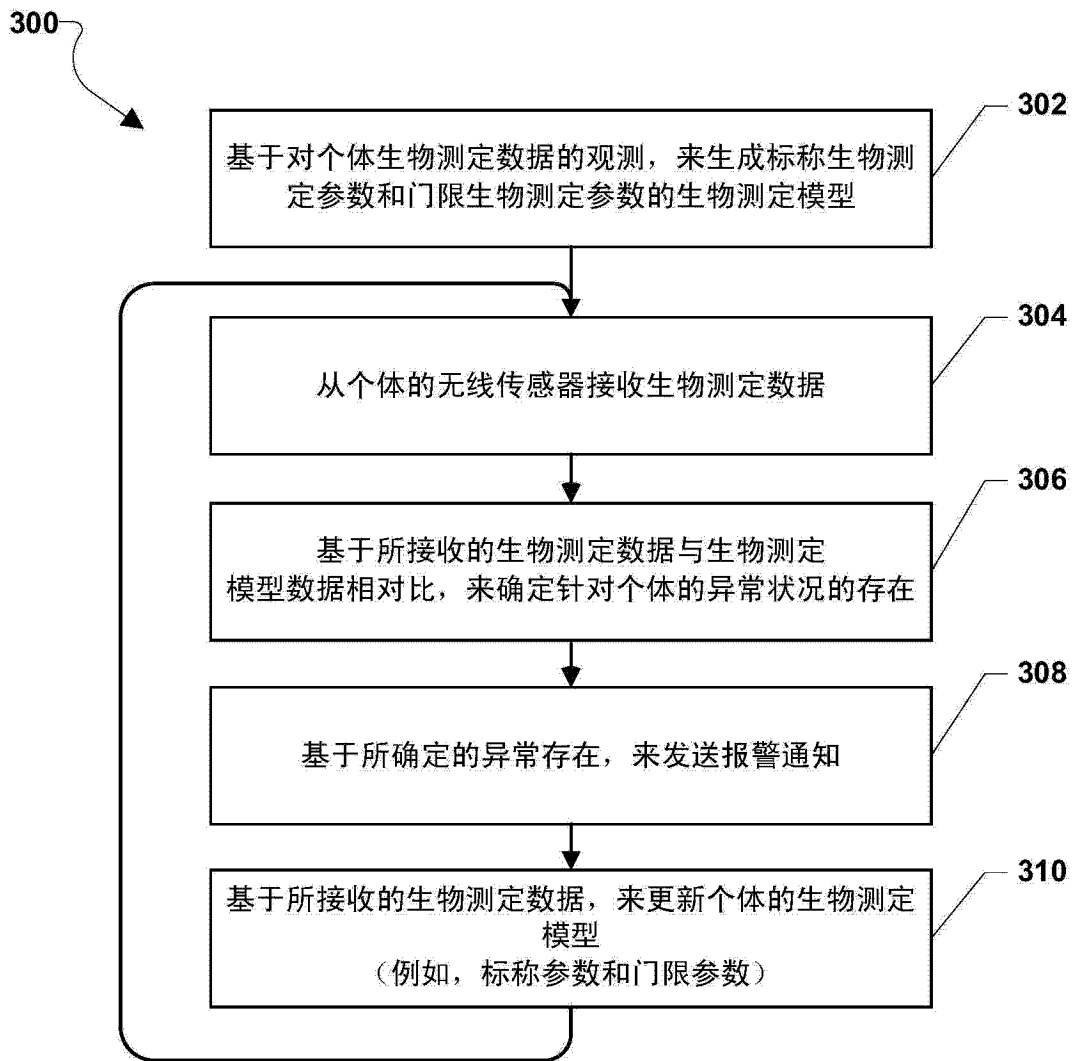 300
302
基于对个体生物测定数据的观测，来生成标称生物测
定参数和门限生物测定参数的生物测定模型
304
从个体的无线传感器接收生物测定数据
306
基于所接收的生物测定数据与生物测定
模型数据相对比，来确定针对个体的异常状况的存在
308
基于所确定的异常存在，来发送报警通知
310
基于所接收的生物测定数据，来更新个体的生物测定
模型
（例如，标称参数和门限参数）